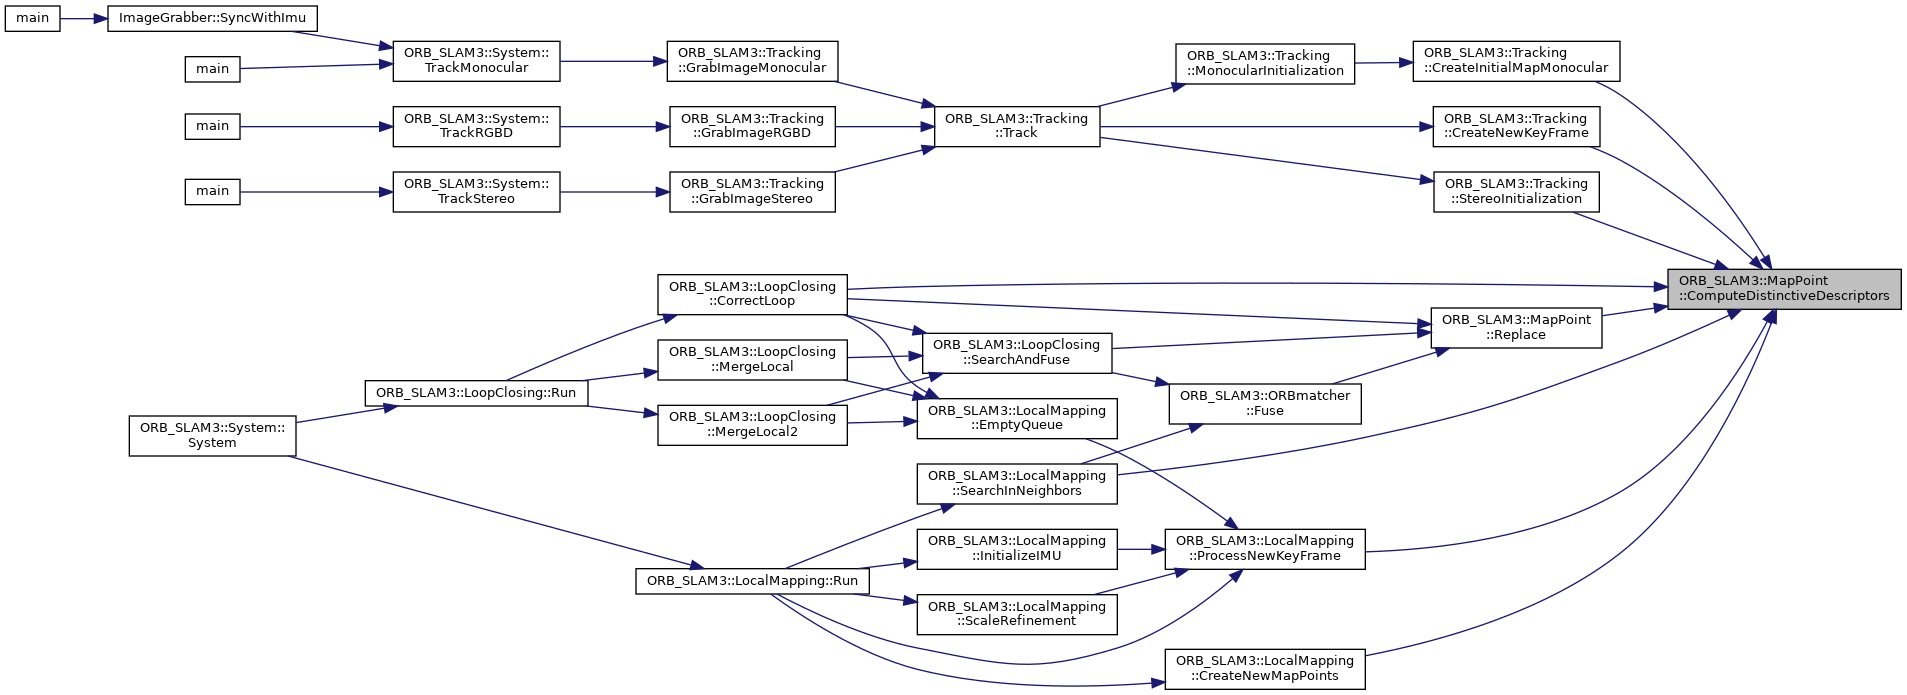 main
ImageGrabber::SyncWithImu
main
ORB_SLAM3::System::
TrackMonocular
ORB_SLAM3::Tracking
::GrabImageMonocular
ORB_SLAM3::Tracking
::MonocularInitialization
ORB_SLAM3::Tracking
::CreateInitialMapMonocular
main
ORB_SLAM3::System::
TrackRGBD
ORB_SLAM3::Tracking
::GrabImageRGBD
ORB_SLAM3::Tracking
::Track
ORB_SLAM3::Tracking
::CreateNewKeyFrame
main
ORB_SLAM3::System::
TrackStereo
ORB_SLAM3::Tracking
::GrabImageStereo
ORB_SLAM3::Tracking
::StereoInitialization
ORB_SLAM3::MapPoint
::ComputeDistinctiveDescriptors
ORB_SLAM3::LoopClosing
::CorrectLoop
ORB_SLAM3::MapPoint
::Replace
ORB_SLAM3::LoopClosing
::SearchAndFuse
ORB_SLAM3::LoopClosing
::MergeLocal
ORB_SLAM3::LoopClosing::Run
ORB_SLAM3::ORBmatcher
::Fuse
ORB_SLAM3::LoopClosing
::MergeLocal2
ORB_SLAM3::LocalMapping
::EmptyQueue
ORB_SLAM3::System::
System
ORB_SLAM3::LocalMapping
::SearchInNeighbors
ORB_SLAM3::LocalMapping
::InitializeIMU
ORB_SLAM3::LocalMapping
::ProcessNewKeyFrame
ORB_SLAM3::LocalMapping::Run
ORB_SLAM3::LocalMapping
::ScaleRefinement
ORB_SLAM3::LocalMapping
::CreateNewMapPoints